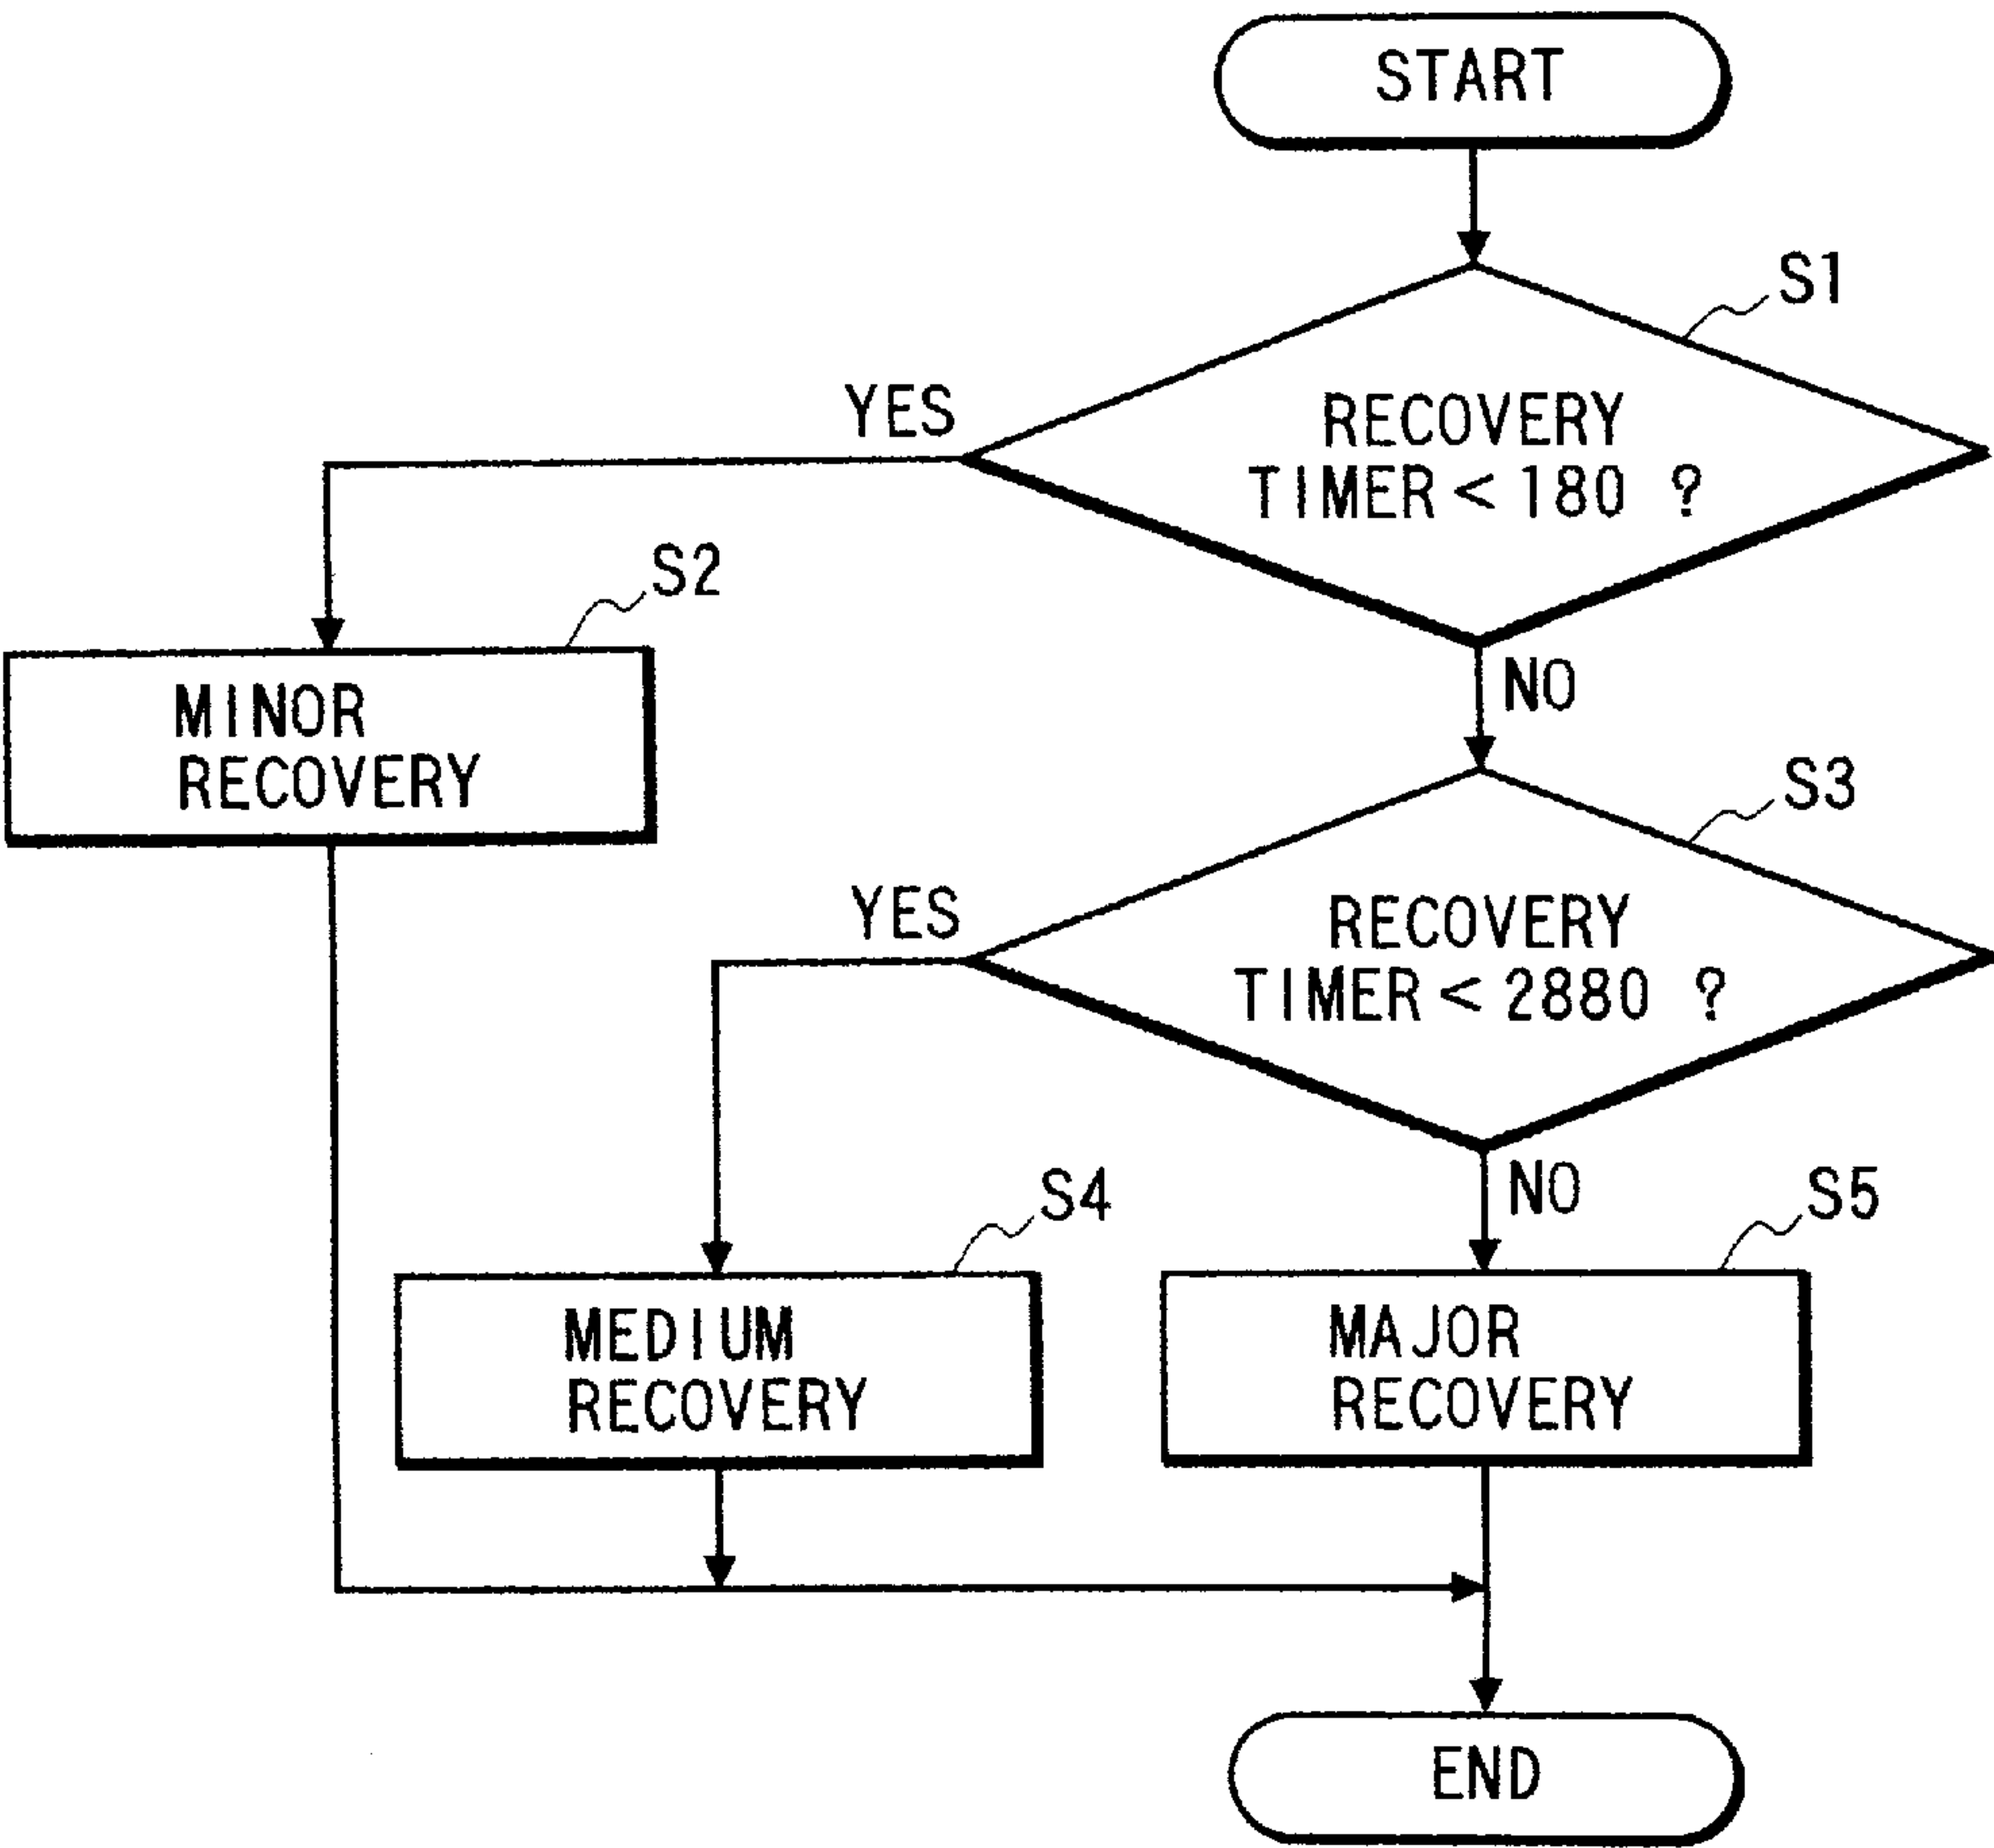 START
S1
YES
RECOVERY
TIMER < 180 ?
S2
NO
MINOR
RECOVERY
S3
YES
RECOVERY
TIMER < 2880 ?
S4
NO
S5
MEDIUM
RECOVERY
MAJOR
RECOVERY
END